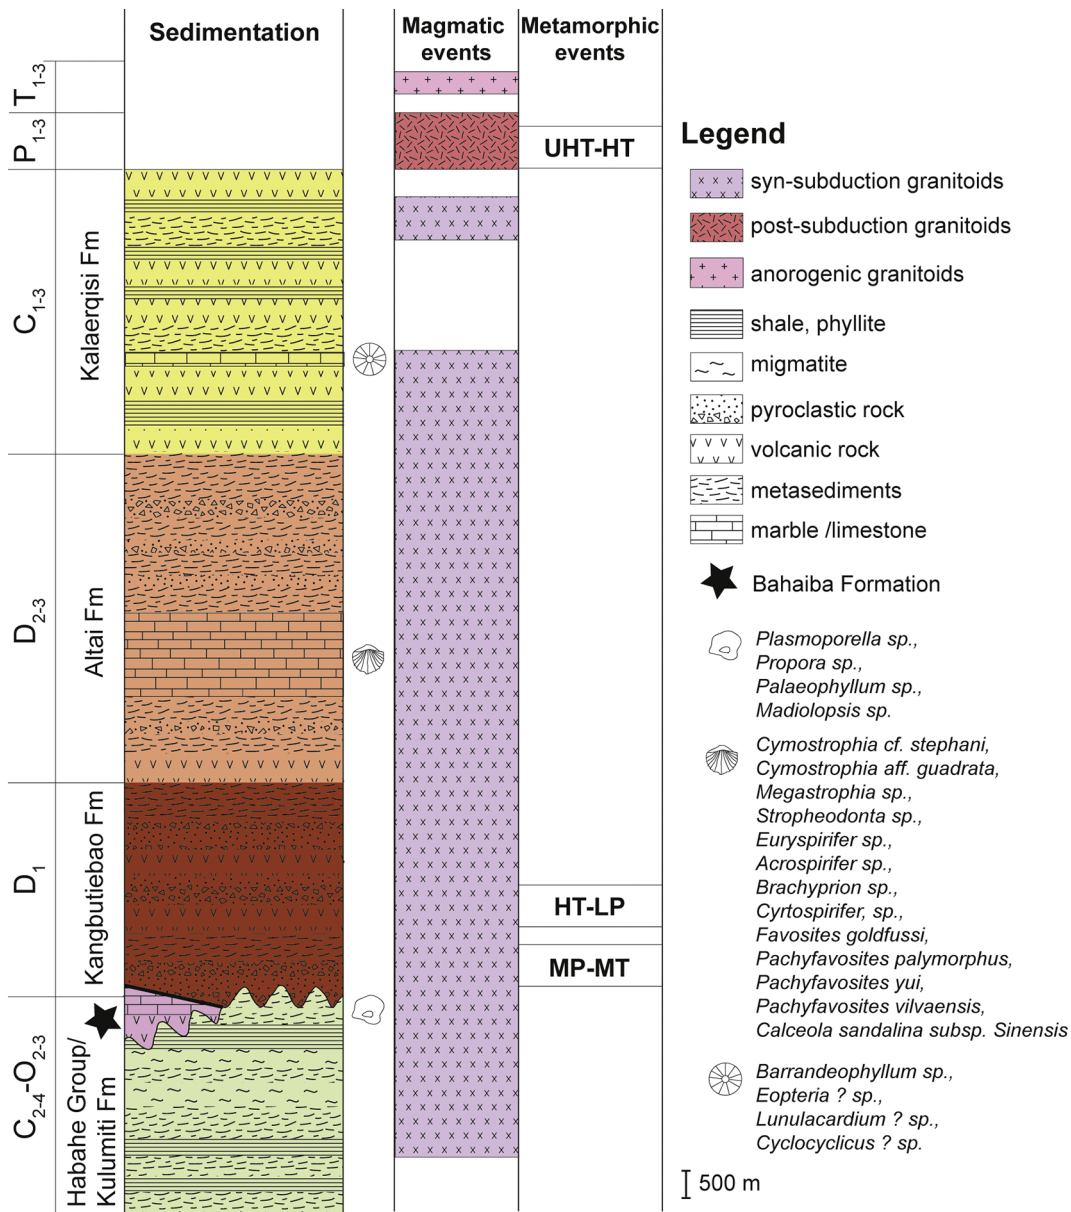 Sedimentation
Magmatic
events
Metamorphic
events
T1-3
P1-3
C1-3
D2-3
D1
C2-4-O2-3
Kalaerqisi Fm
Altai Fm
Kangbutiebao Fm
Habahe Group/
Kulumiti Fm
UHT-HT
HT-LP
MP-MT
Legend
syn-subduction granitoids
post-subduction granitoids
anorogenic granitoids
shale, phyllite
migmatite
pyroclastic rock
volcanic rock
metasediments
marble /limestone
Bahaiba Formation
Plasmoporella sp.,
Propora sp.,
Palaeophyllum sp.,
Madiolopsis sp.
Cymostrophia cf. stephani,
Cymostrophia aff. guadrata,
Megastrophia sp.,
Stropheodonta sp.,
Euryspirifer sp.,
Acrospirifer sp.,
Brachyprion sp.,
Cyrtospirifer, sp.,
Favosites goldfussi,
Pachyfavosites palymorphus,
Pachyfavosites yui,
Pachyfavosites vilvaensis,
Calceola sandalina subsp. Sinensis
Barrandeophyllum sp.,
Eopteria ? sp.,
Lunulacardium ? sp.,
Cyclocyclicus ? sp.
500 m